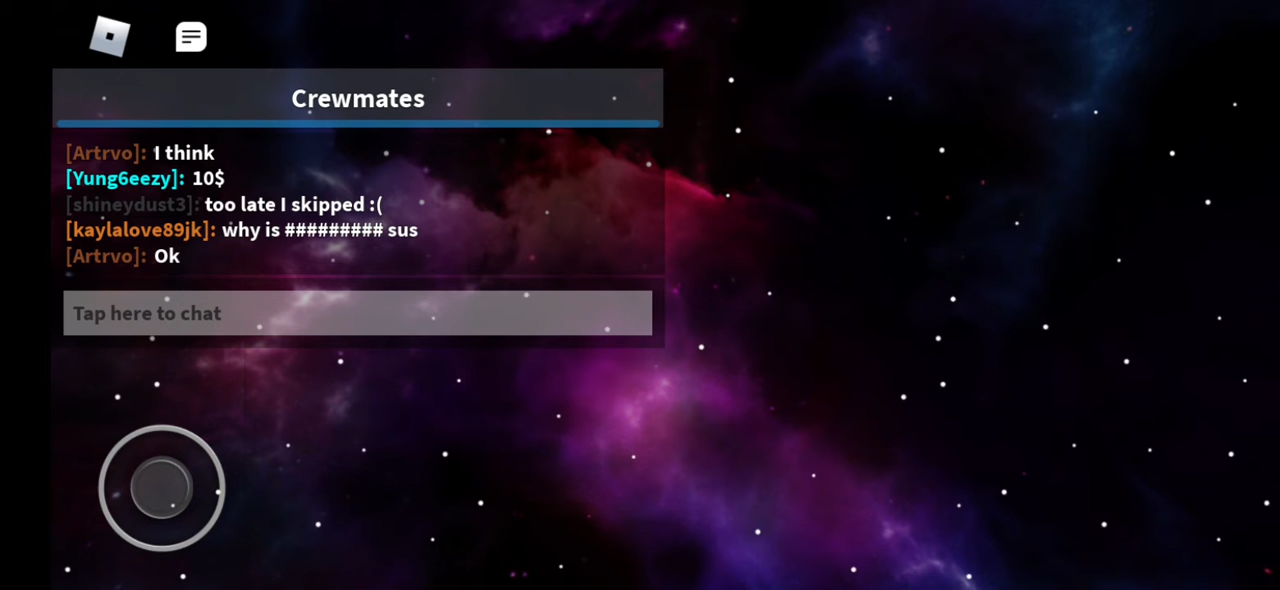 Crewmates
[Artrvo]: I think
[Yung6eezy]: 10$
[shineydust3]: too late I skipped :(
[kaylalove89jk]: why is ######### sus
[Artrvo]: Ok
Tap here to chat